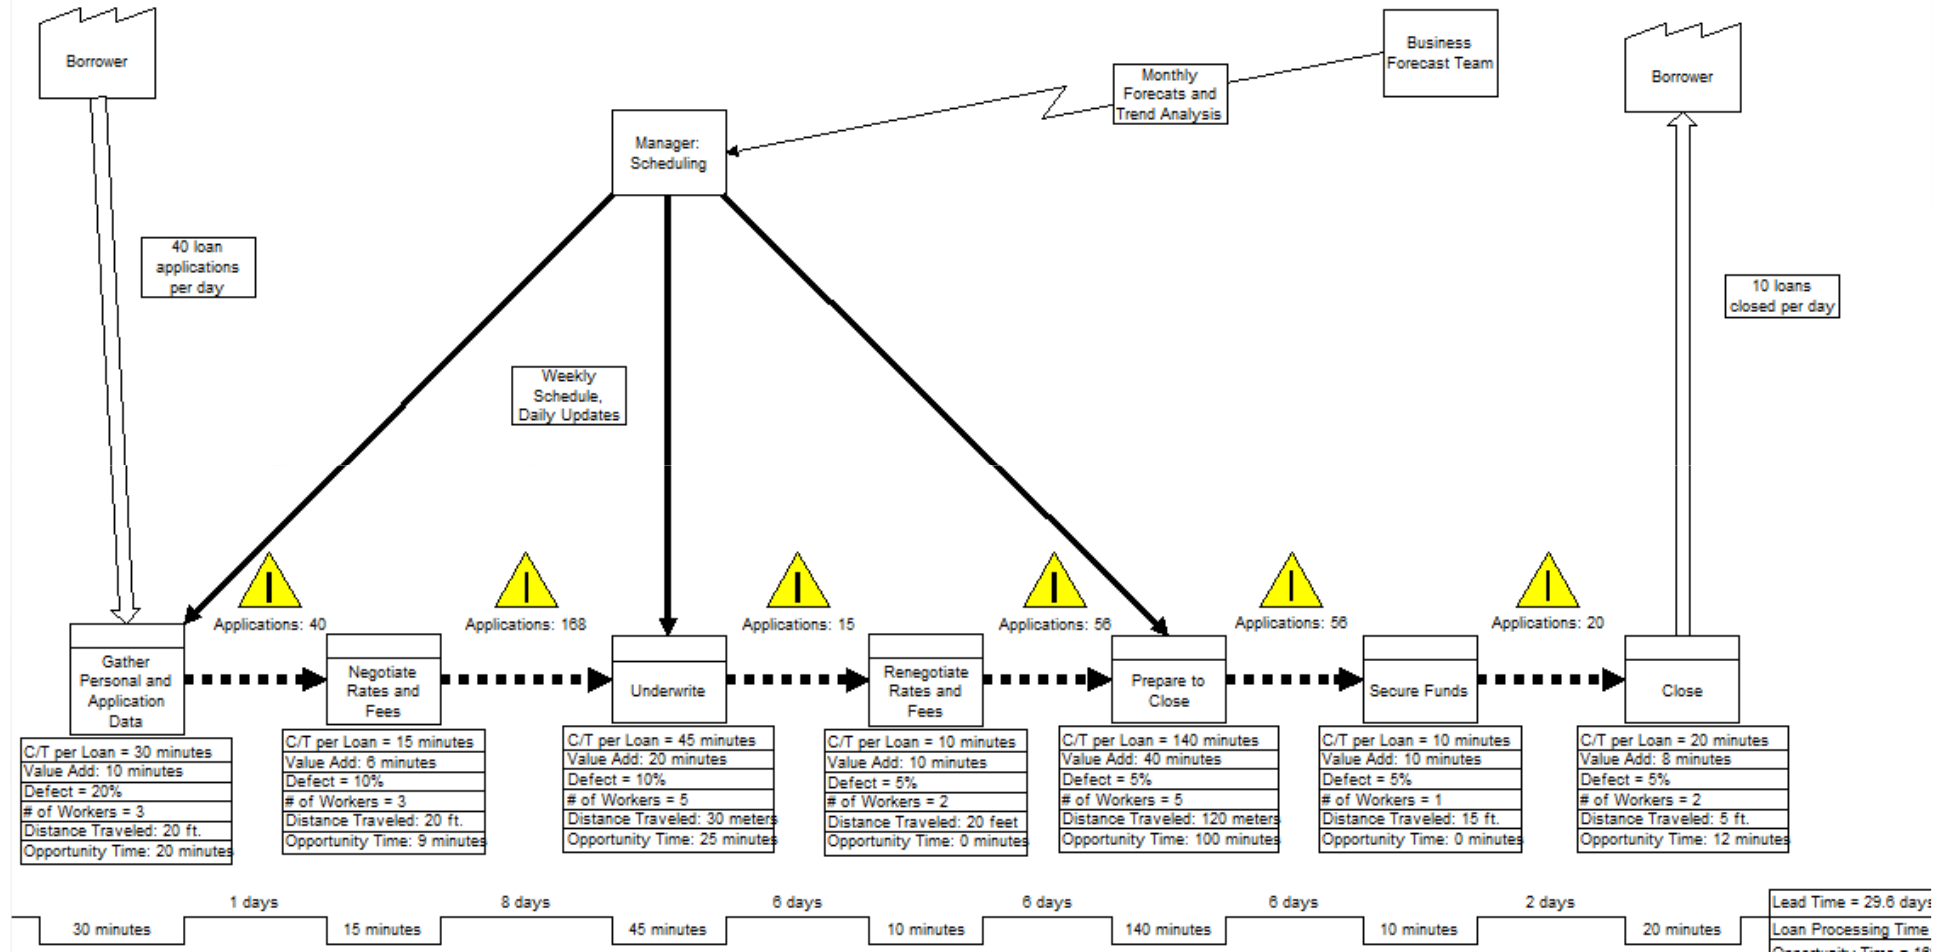 Borrower
Business
Forecast Team
Borrower
Monthly
Forecats and
Trend Analysis
Manager:
Scheduling
40 loan
applications
per day
10 loans
closed per day
Weekly
Schedule,
Daily Updates
Applications: 40
Applications: 168
Applications: 15
Applications: 56
Applications: 56
Applications: 20
Gather
Personal and
Application
Data
Negotiate
Rates and
Fees
Underwrite
Renegotiate
Rates and
Fees
Prepare to
Close
Secure Funds
Close
C/T per Loan = 30 minutes
Value Add: 10 minutes
Defect = 20%
# of Workers = 3
Distance Traveled: 20 ft.
Opportunity Time: 20 minutes
C/T per Loan = 15 minutes
Value Add: 6 minutes
Defect = 10%
# of Workers = 3
Distance Traveled: 20 ft.
Opportunity Time: 9 minutes
C/T per Loan = 45 minutes
Value Add: 20 minutes
Defect = 10%
# of Workers = 5
Distance Traveled: 30 meters
Opportunity Time: 25 minutes
C/T per Loan = 10 minutes
Value Add: 10 minutes
Defect = 5%
# of Workers = 2
Distance Traveled: 20 feet
Opportunity Time: 0 minutes
C/T per Loan = 140 minutes
Value Add: 40 minutes
Defect = 5%
# of Workers = 5
Distance Traveled: 120 meters
Opportunity Time: 100 minutes
C/T per Loan = 10 minutes
Value Add: 10 minutes
Defect = 5%
# of Workers = 1
Distance Traveled: 15 ft.
Opportunity Time: 0 minutes
C/T per Loan = 20 minutes
Value Add: 8 minutes
Defect = 5%
# of Workers = 2
Distance Traveled: 5 ft.
Opportunity Time: 12 minutes
1 days
8 days
6 days
6 days
6 days
2 days
30 minutes
15 minutes
45 minutes
10 minutes
140 minutes
10 minutes
20 minutes
Lead Time = 29.6 days
Loan Processing Time
Opportunity Time =